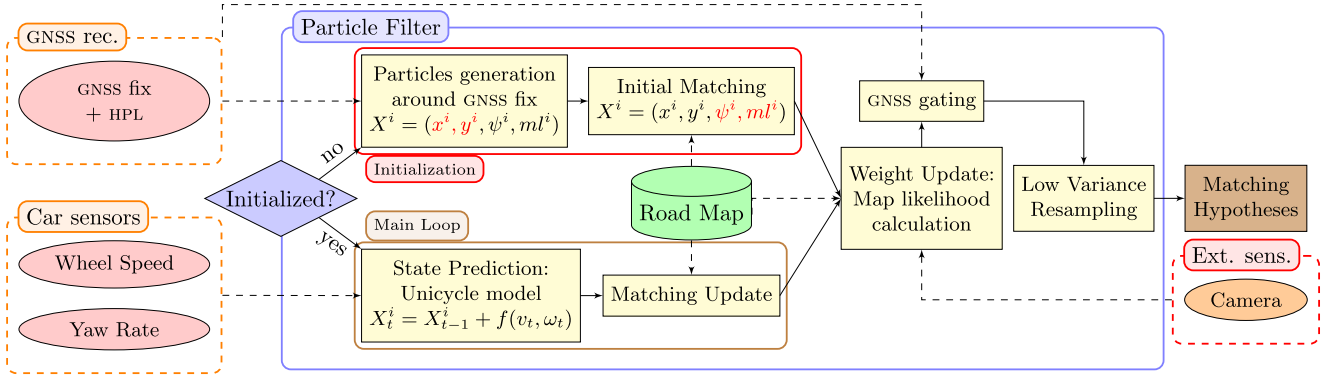 GNSS rec.
GNSS fix
+ HPL
Car sensors
Wheel Speed
Yaw Rate
Particle Filter
Initialized?
no
yes
Particles generation
around GNSS fix
X^i = (x^i, y^i, ψ^i, ml^i)
Initial Matching
X^i = (x^i, y^i, ψ^i, ml^i)
Initialization
Road Map
Main Loop
State Prediction:
Unicycle model
X_t^i = X_{t-1}^i + f(v_t, ω_t)
Matching Update
GNSS gating
Weight Update:
Map likelihood
calculation
Low Variance
Resampling
Matching
Hypotheses
Ext. sens.
Camera